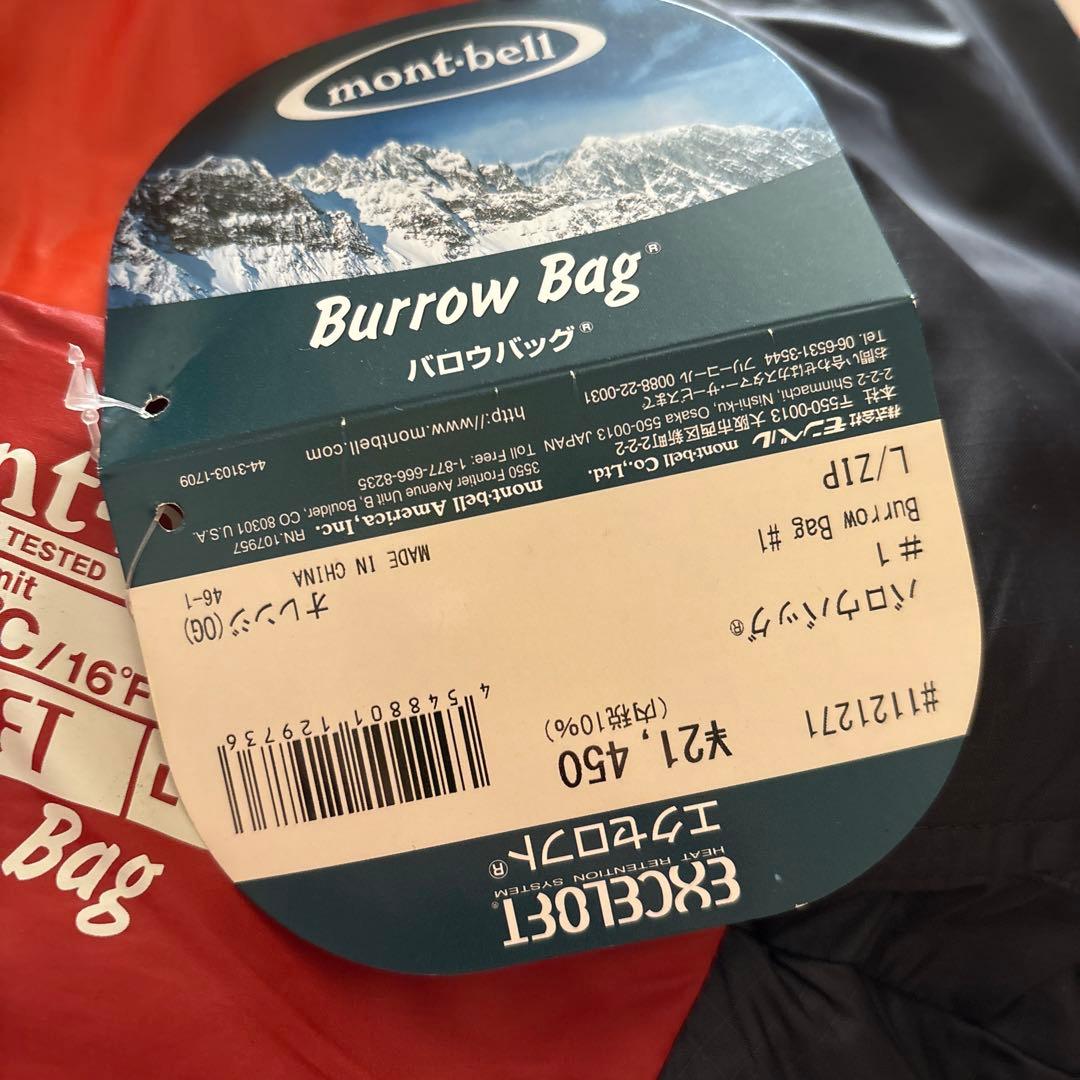 mont-bell
Burrow Bag®
バロウバッグ®
株式会社 モンベル mont-bell Co.,Ltd.
本社 〒550-0013 大阪市西区新町2-2-2
2-2-2 Shinmachi, Nishi-ku, Osaka 550-0013 JAPAN
お問い合わせはカスタマー・サービスまで
Tel. 06-6531-3544 フリーコール 0088-22-0031
http://www.montbell.com
mont-bell America,Inc. RN.107957
3550 Frontier Avenue Unit B, Boulder, CO 80301 U.S.A.
Toll Free: 1-877-666-8235
44-3103-1709
EXCELOFT®
HEAT RETENTION SYSTEM
エクセロフト®
#1121271
¥21,450
(内税10%)
4548801129736
バロウバッグ®
#1
Burrow Bag #1
L/ZIP
オレンジ(OG)
46-1
MADE IN CHINA
TESTED
C/16°F
Bag